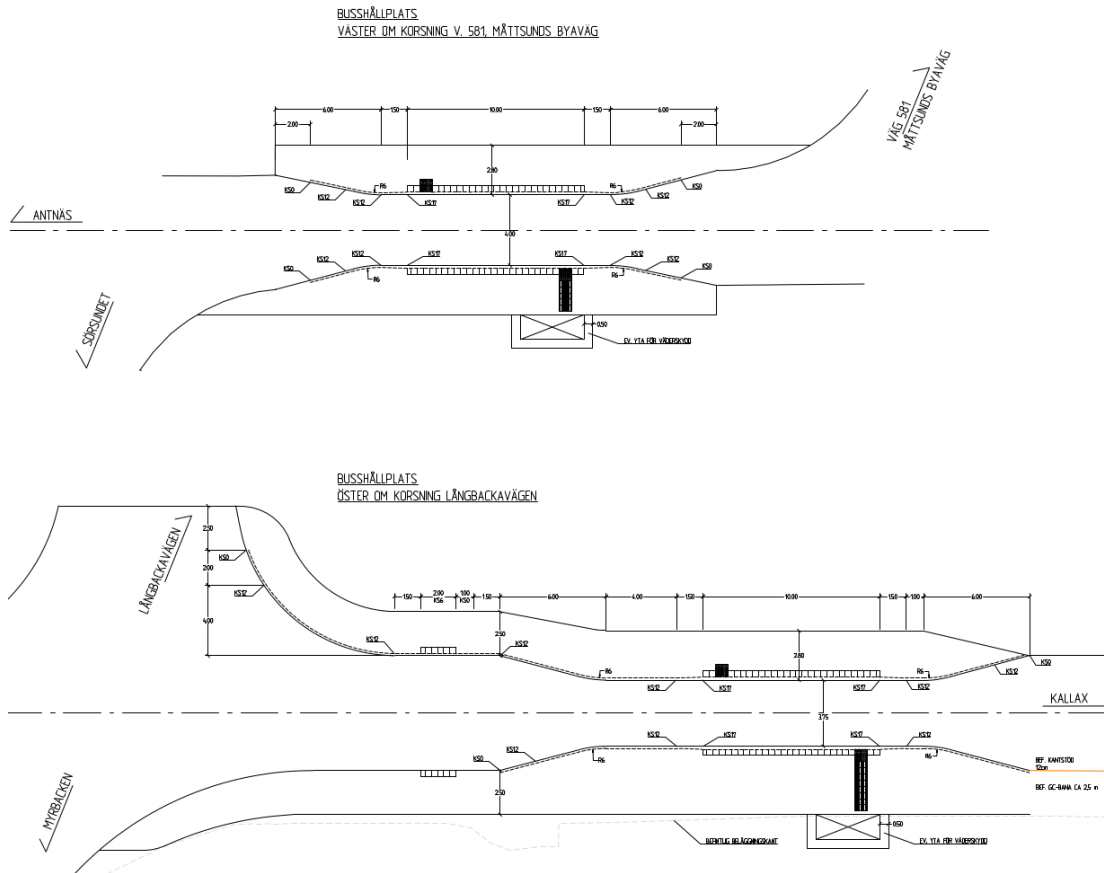 BUSSHÅLLPLATS
VÄSTER OM KORSNING V. 581, MÅTTSUNDS BYAVÄG
VÄG 581
MÅTTSUNDS BYAVÄG
6.00 1.50 10.00 1.50 6.00
2.00 2.00
2.80
KS0 KS12 R6 KS12 KS17 KS17 R6 KS12 KS12 KS0
ANTNÄS
4.00
KS0 KS12 KS12 R6 KS17 KS17 R6 KS12 KS12 KS0
SÖRSUNDET
0.50
EV. YTA FÖR VÄDERSKYDD
BUSSHÅLLPLATS
ÖSTER OM KORSNING LÅNGBACKAVÄGEN
LÅNGBACKAVÄGEN
2.50
2.00
4.00
KS0
KS12
1.50 2.00 1.00 1.50 6.00 4.00 1.50 10.00 1.50 1.00 6.00
KS6 KS0
KS12 2.50 KS12 2.80 KS0
R6 KS12 KS17 KS17 R6 KS12 KS12
KALLAX
3.75
KS0 KS12 R6 KS12 KS17 KS17 KS12 R6
BEF. KANTSTÖD
12cm
BEF. GC-BANA CA 2,5 m
2.50
MYRBACKEN
0.50
BEFINTLIG BELÄGGNINGSKANT
EV. YTA FÖR VÄDERSKYDD